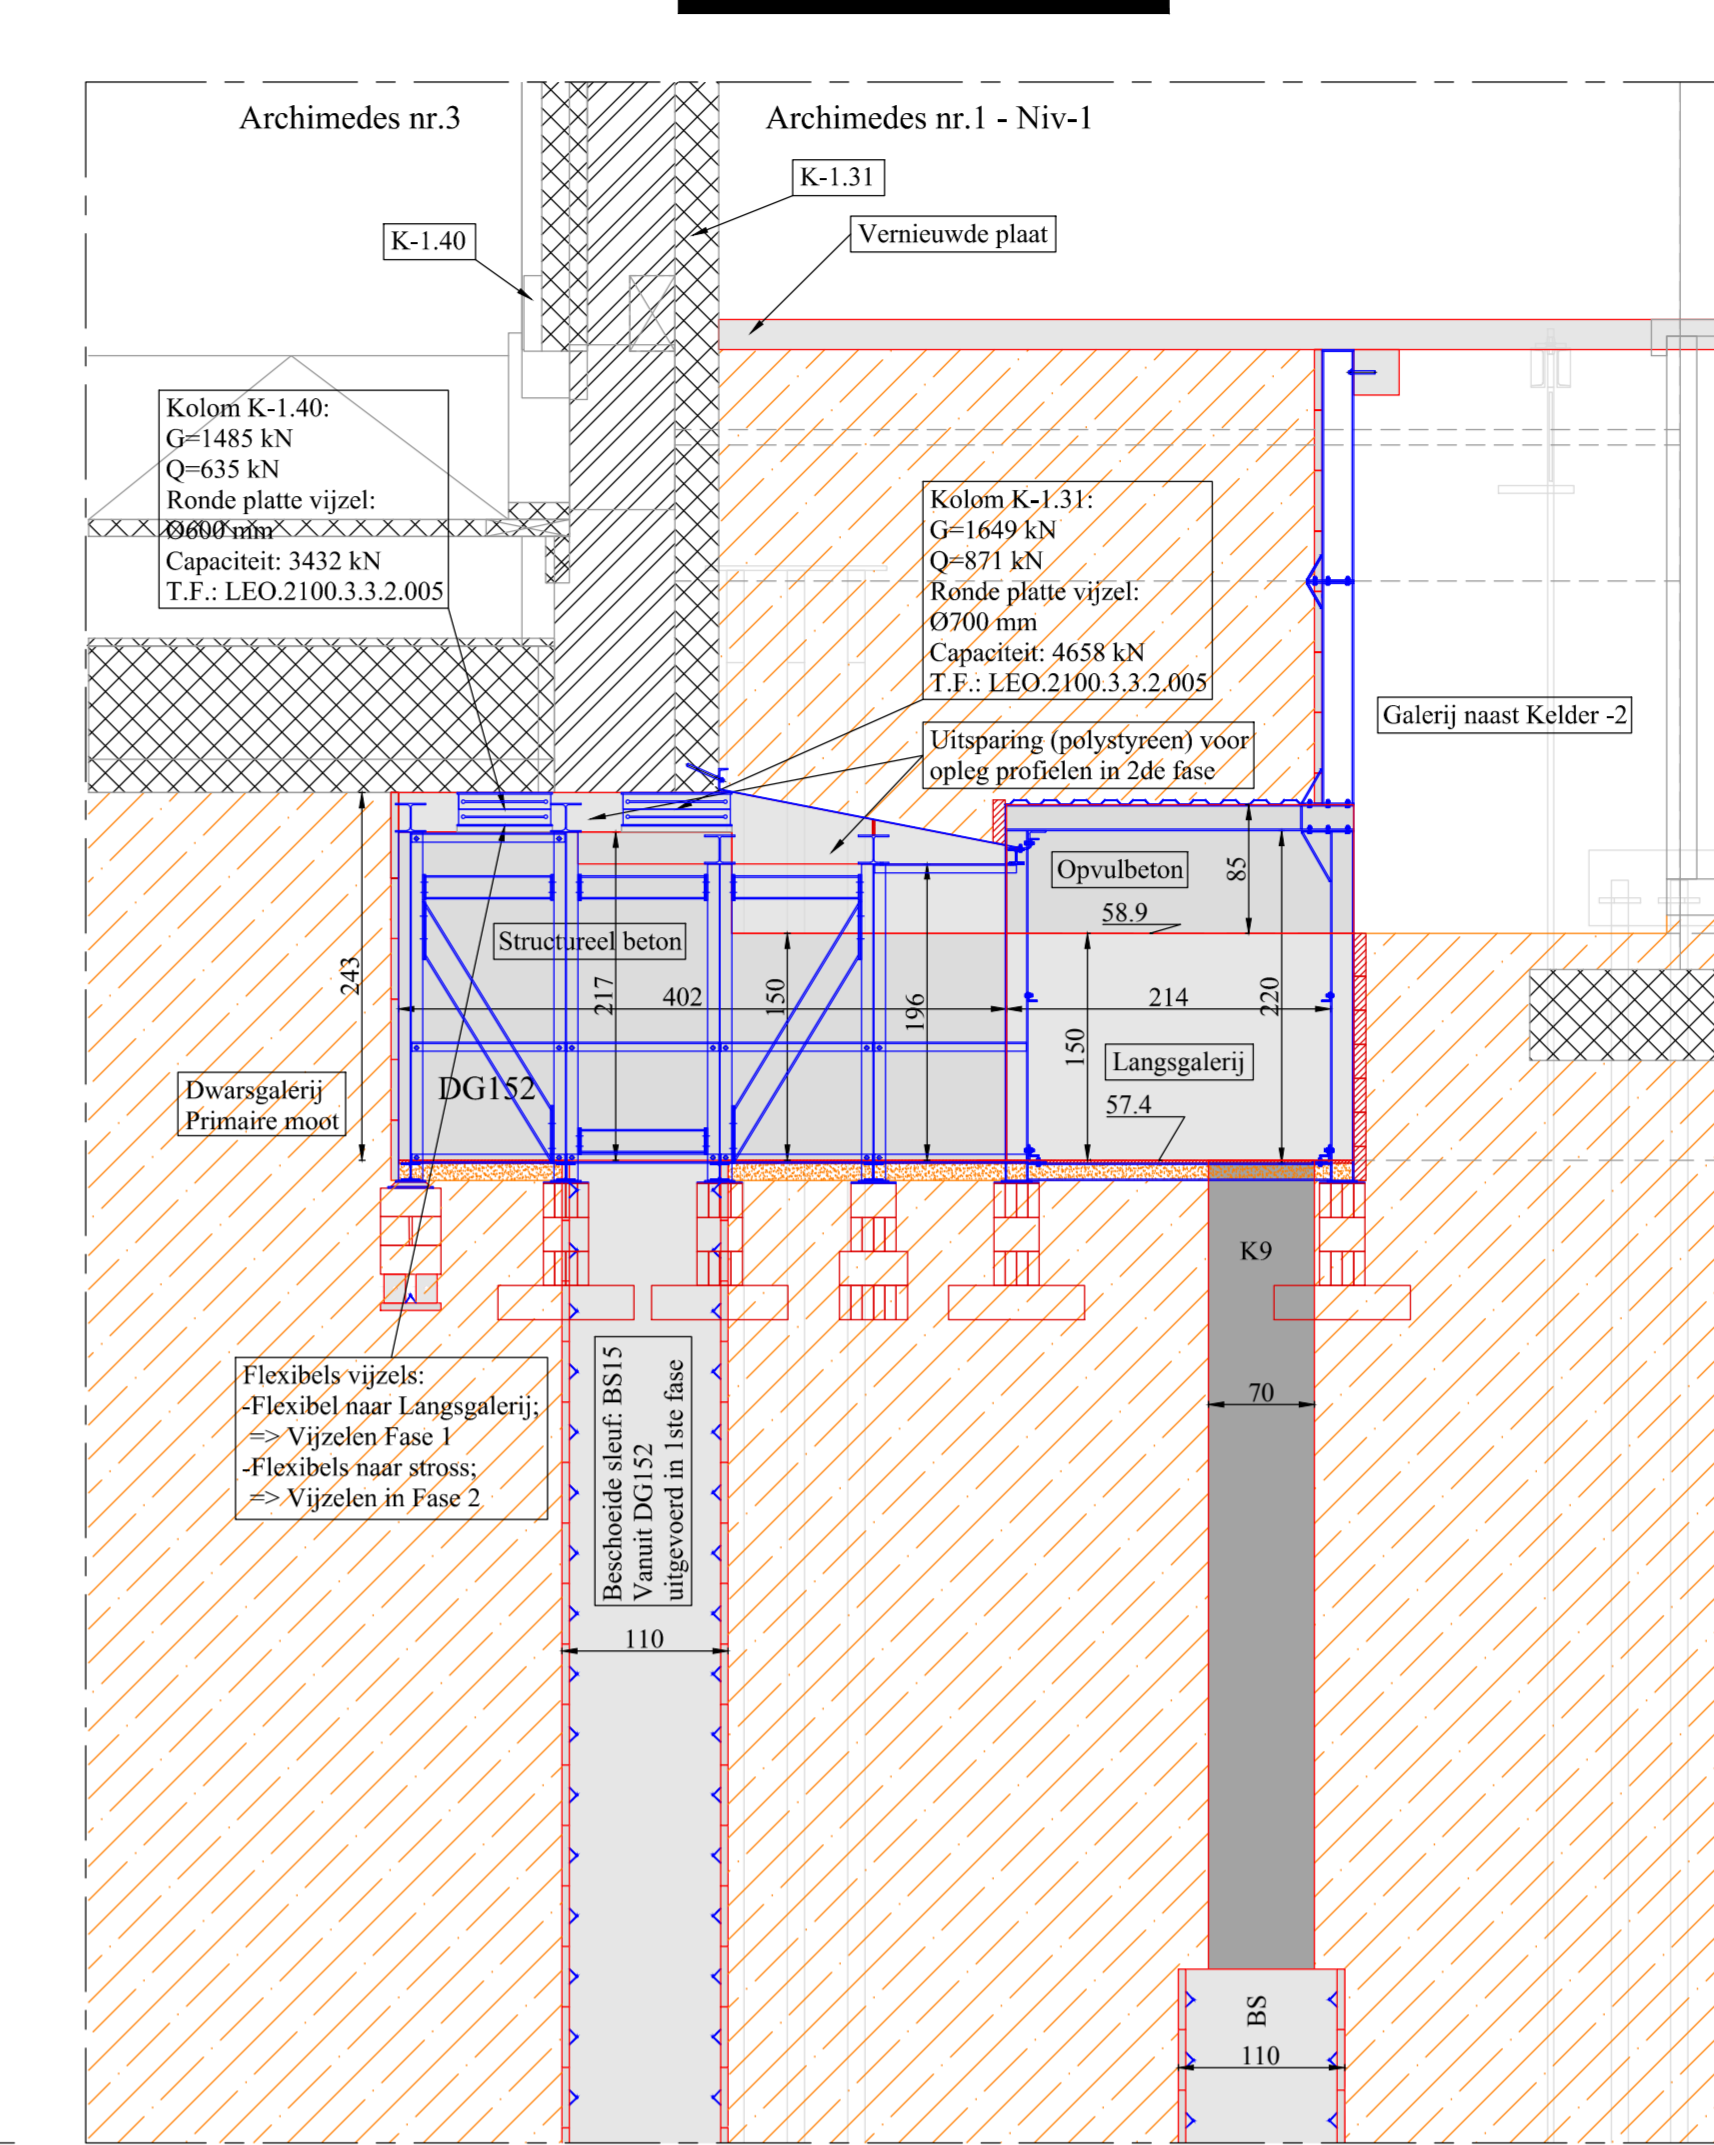 Archimedes nr.3
Archimedes nr.1 - Niv-1
K-1.31
K-1.40
Vernieuwde plaat
Kolom K-1.40:
G=1485 kN
Q=635 kN
Ronde platte vijzel:
Ø600 mm
Capaciteit: 3432 kN
T.F.: LEO.2100.3.3.2.005
Kolom K-1.31:
G=1649 kN
Q=871 kN
Ronde platte vijzel:
Ø700 mm
Capaciteit: 4658 kN
T.F.: LEO.2100.3.3.2.005
Galerij naast Kelder -2
Uitsparing (polystyreen) voor
opleg profielen in 2de fase
Opvulbeton
85
58.9
Structureel beton
243
217
402
150
196
214
220
150
Langsgalerij
57.4
DG152
Dwarsgalerij
Primaire moot
K9
Flexibels vijzels:
-Flexibel naar Langsgalerij;
=> Vijzelen Fase 1
-Flexibels naar stross;
=> Vijzelen in Fase 2
Beschoeide sleuf: BS15
Vanuit DG152
uitgevoerd in 1ste fase
70
110
BS
110